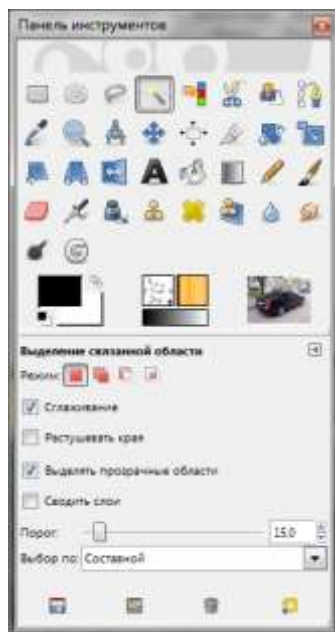 Панель инструментов
A
Выделение связанной области
Режим:
Сглаживание
Растушевать края
Выделять прозрачные области
Сводить слои
Порог: 15,0
Выбор по: Составной